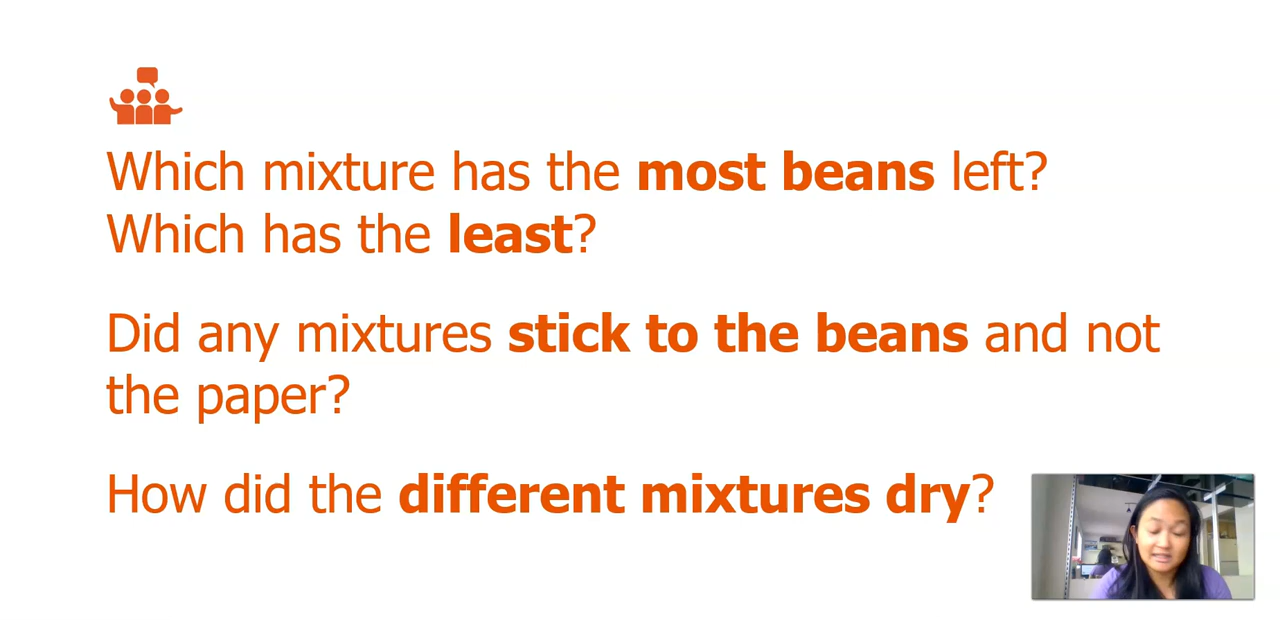 Which mixture has the most beans left?
Which has the least?
Did any mixtures stick to the beans and not
the paper?
How did the different mixtures dry?